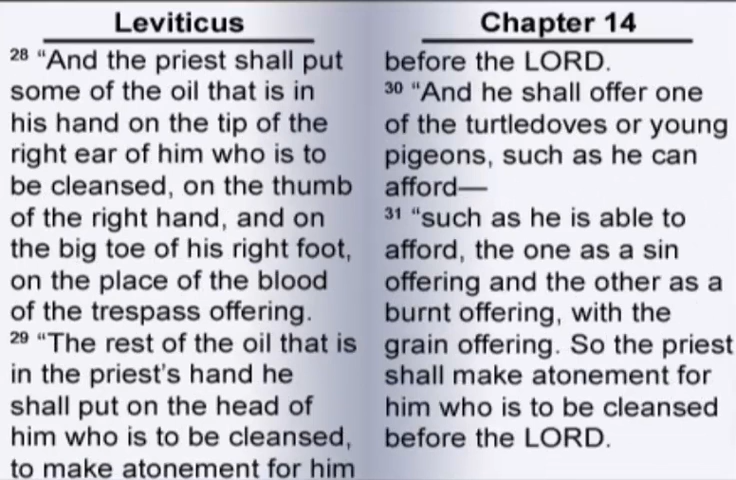 Leviticus
28 “And the priest shall put
some of the oil that is in
his hand on the tip of the
right ear of him who is to
be cleansed, on the thumb
of the right hand, and on
the big toe of his right foot,
on the place of the blood
of the trespass offering.
29 “The rest of the oil that is
in the priest's hand he
shall put on the head of
him who is to be cleansed,
to make atonement for him
Chapter 14
before the LORD.
30 “And he shall offer one
of the turtledoves or young
pigeons, such as he can
afford—
31 “such as he is able to
afford, the one as a sin
offering and the other as a
burnt offering, with the
grain offering. So the priest
shall make atonement for
him who is to be cleansed
before the LORD.